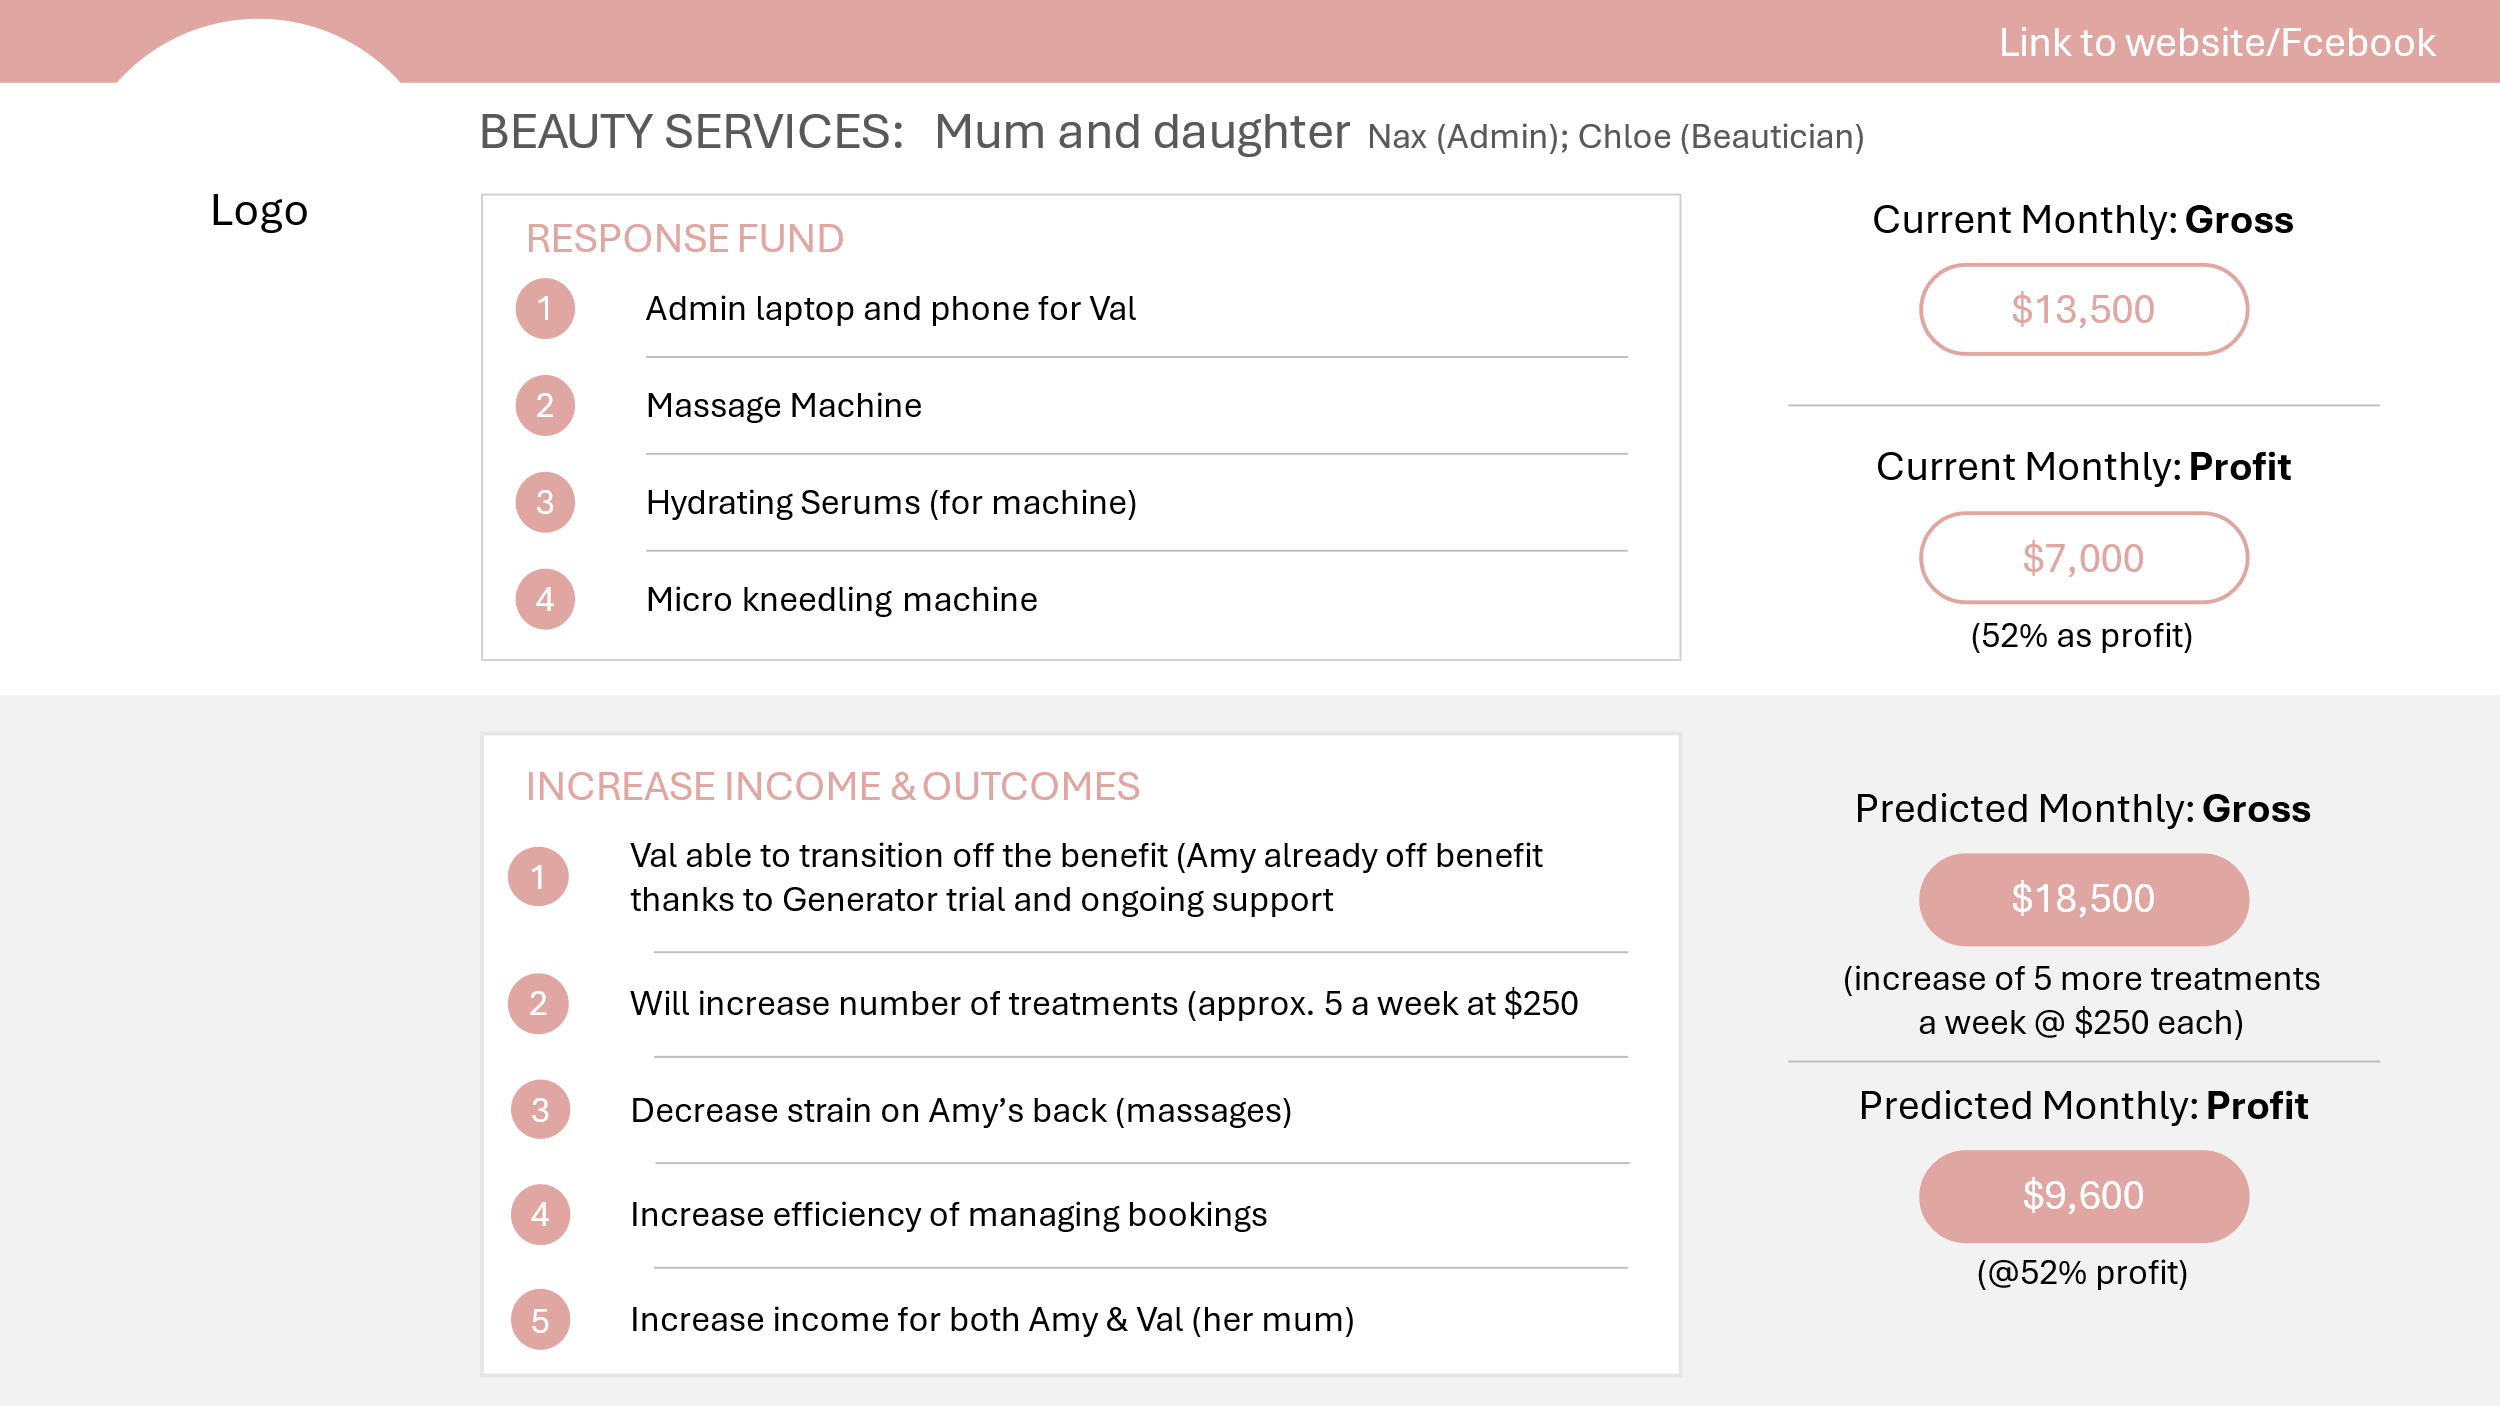 Link to website/Fcebook
BEAUTY SERVICES: Mum and daughter Nax (Admin); Chloe (Beautician)
Logo
RESPONSE FUND
1 Admin laptop and phone for Val
2 Massage Machine
3 Hydrating Serums (for machine)
4 Micro kneedling machine
Current Monthly: Gross
$13,500
Current Monthly: Profit
$7,000
(52% as profit)
INCREASE INCOME & OUTCOMES
1 Val able to transition off the benefit (Amy already off benefit
thanks to Generator trial and ongoing support
2 Will increase number of treatments (approx. 5 a week at $250
3 Decrease strain on Amy’s back (massages)
4 Increase efficiency of managing bookings
5 Increase income for both Amy & Val (her mum)
Predicted Monthly: Gross
$18,500
(increase of 5 more treatments
a week @ $250 each)
Predicted Monthly: Profit
$9,600
(@52% profit)